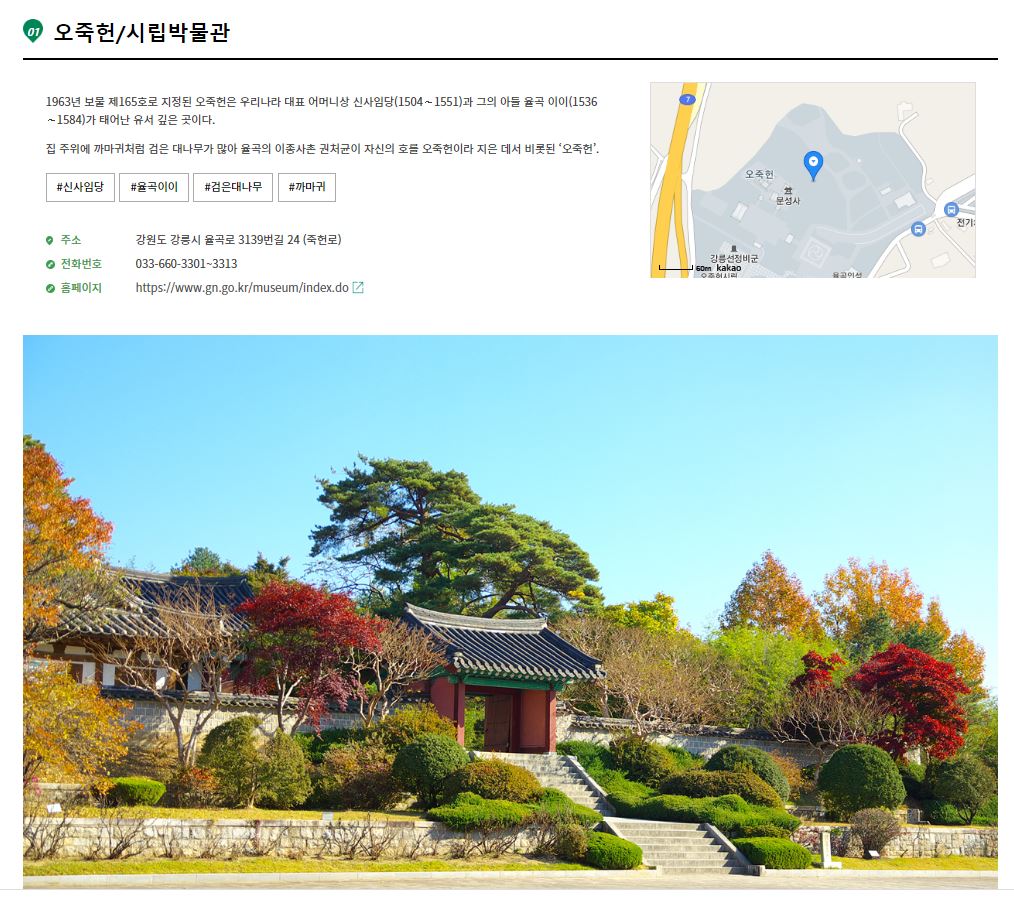 01 오죽헌/시립박물관
1963년 보물 제165호로 지정된 오죽헌은 우리나라 대표 어머니상 신사임당(1504～1551)과 그의 아들 율곡 이이(1536
～1584)가 태어난 유서 깊은 곳이다.
집 주위에 까마귀처럼 검은 대나무가 많아 율곡의 이종사촌 권처균이 자신의 호를 오죽헌이라 지은 데서 비롯된 ‘오죽헌’.
#신사임당 #율곡이이 #검은대나무 #까마귀
주소 강원도 강릉시 율곡로 3139번길 24 (죽헌로)
전화번호 033-660-3301~3313
홈페이지 https://www.gn.go.kr/museum/index.do
7
오죽헌
문성사
전기
강릉선정비군
60m kakao
오죽헌시립
율곡인성